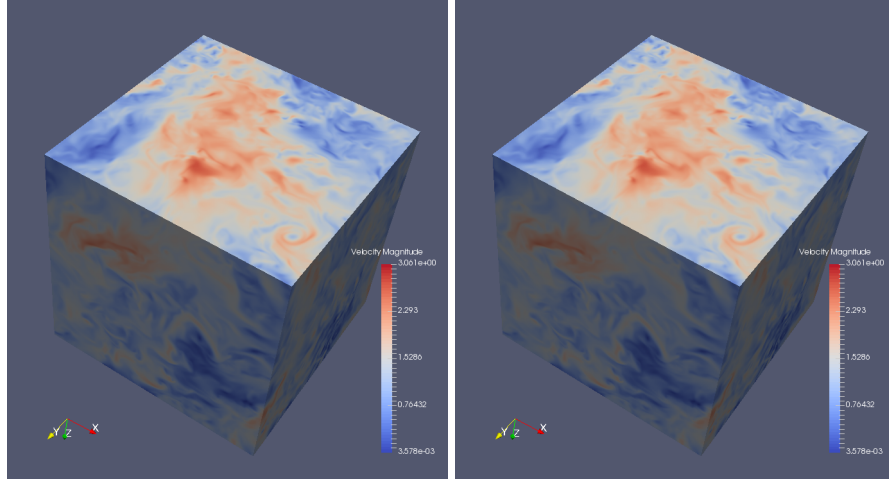 Velocity Magnitude
3.061e+00
2.293
1.5286
0.76432
3.578e-03
Y
Z
X
Velocity Magnitude
3.061e+00
2.293
1.5286
0.76432
3.578e-03
Y
Z
X